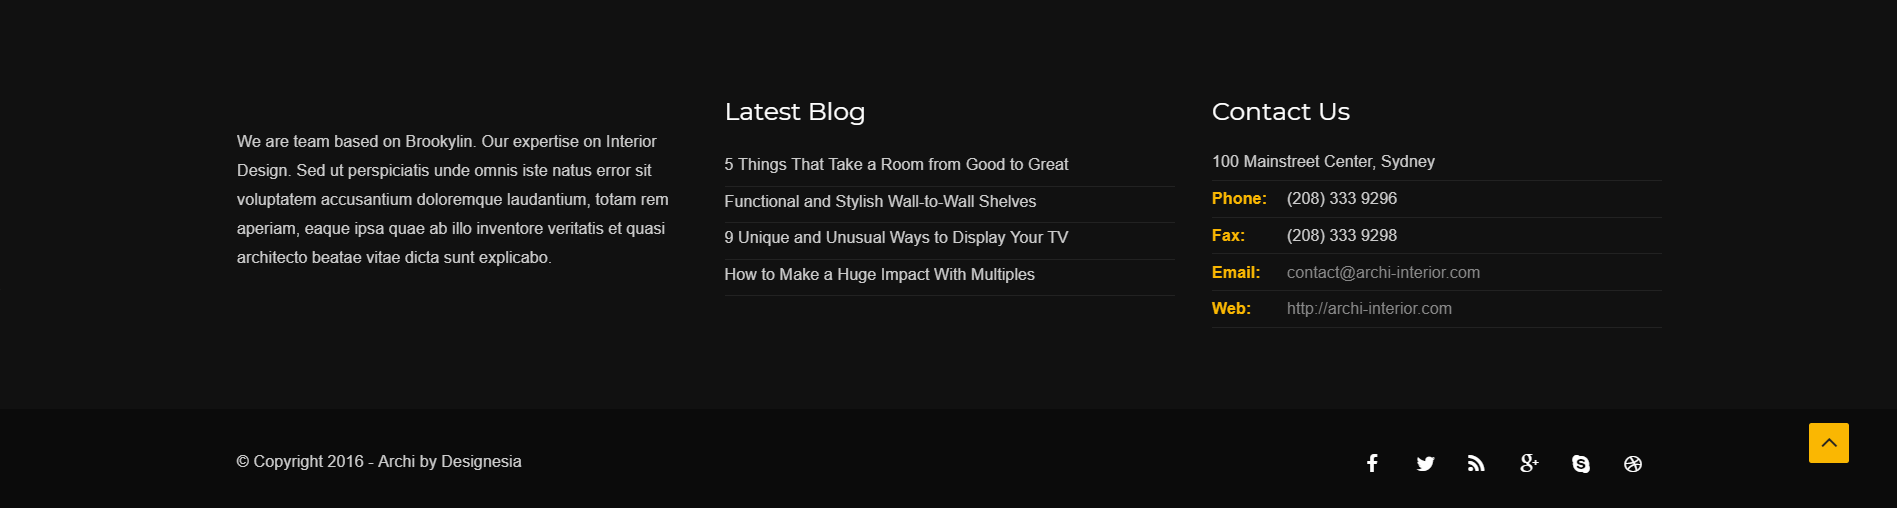 We are team based on Brookylin. Our expertise on Interior
Design. Sed ut perspiciatis unde omnis iste natus error sit
voluptatem accusantium doloremque laudantium, totam rem
aperiam, eaque ipsa quae ab illo inventore veritatis et quasi
architecto beatae vitae dicta sunt explicabo.
Latest Blog
5 Things That Take a Room from Good to Great
Functional and Stylish Wall-to-Wall Shelves
9 Unique and Unusual Ways to Display Your TV
How to Make a Huge Impact With Multiples
Contact Us
100 Mainstreet Center, Sydney
Phone: (208) 333 9296
Fax: (208) 333 9298
Email: contact@archi-interior.com
Web: http://archi-interior.com
© Copyright 2016 - Archi by Designesia